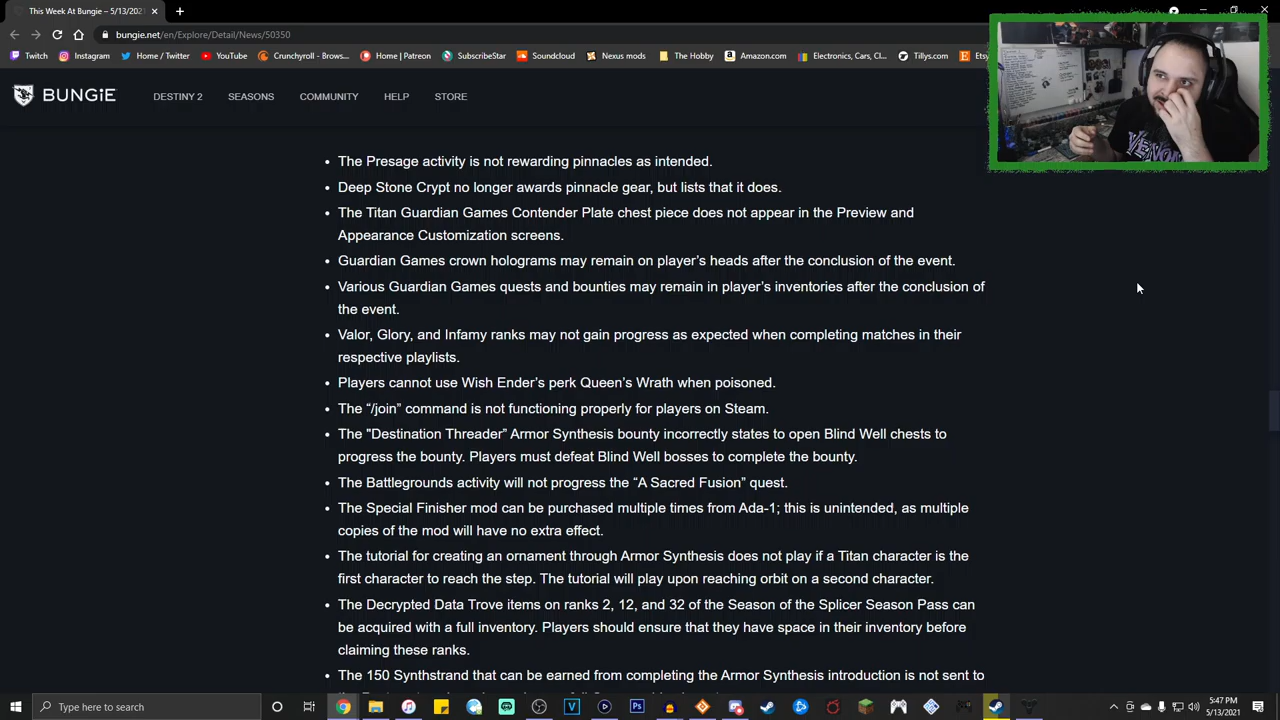 This Week At Bungie – 5/13/2021
bungie.net/en/Explore/Detail/News/50350
Twitch Instagram Home / Twitter YouTube Crunchyroll - Brows... Home | Patreon SubscribeStar Soundcloud Nexus mods The Hobby Amazon.com Electronics, Cars, Cl... Tillys.com Ets
BUNGiE DESTINY 2 SEASONS COMMUNITY HELP STORE
VENOM
• The Presage activity is not rewarding pinnacles as intended.
• Deep Stone Crypt no longer awards pinnacle gear, but lists that it does.
• The Titan Guardian Games Contender Plate chest piece does not appear in the Preview and
Appearance Customization screens.
• Guardian Games crown holograms may remain on player’s heads after the conclusion of the event.
• Various Guardian Games quests and bounties may remain in player’s inventories after the conclusion of
the event.
• Valor, Glory, and Infamy ranks may not gain progress as expected when completing matches in their
respective playlists.
• Players cannot use Wish Ender’s perk Queen’s Wrath when poisoned.
• The “/join” command is not functioning properly for players on Steam.
• The "Destination Threader” Armor Synthesis bounty incorrectly states to open Blind Well chests to
progress the bounty. Players must defeat Blind Well bosses to complete the bounty.
• The Battlegrounds activity will not progress the “A Sacred Fusion” quest.
• The Special Finisher mod can be purchased multiple times from Ada-1; this is unintended, as multiple
copies of the mod will have no extra effect.
• The tutorial for creating an ornament through Armor Synthesis does not play if a Titan character is the
first character to reach the step. The tutorial will play upon reaching orbit on a second character.
• The Decrypted Data Trove items on ranks 2, 12, and 32 of the Season of the Splicer Season Pass can
be acquired with a full inventory. Players should ensure that they have space in their inventory before
claiming these ranks.
• The 150 Synthstrand that can be earned from completing the Armor Synthesis introduction is not sent to
Type here to search
5:47 PM
5/13/2021